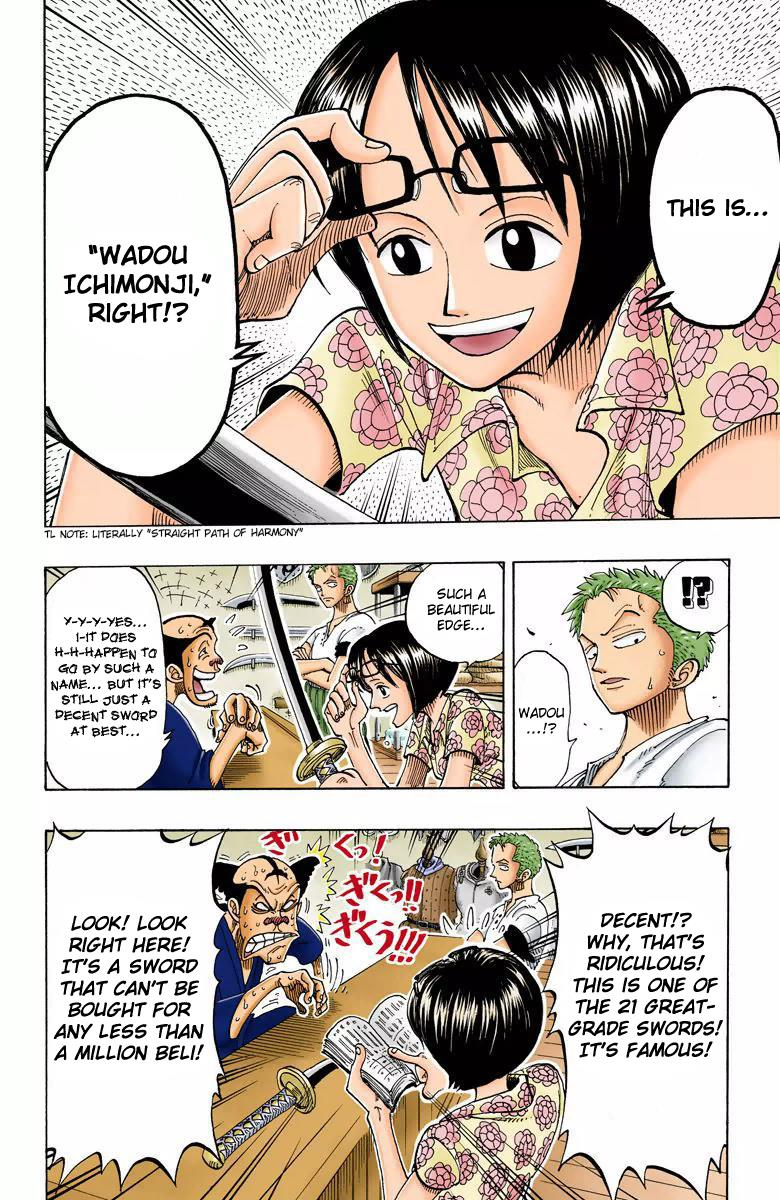 THIS IS...
"WADOU
ICHIMONJI,"
RIGHT!?
TL NOTE: LITERALLY "STRAIGHT PATH OF HARMONY"
!?
WADOU
...!?
SUCH A
BEAUTIFUL
EDGE...
Y-Y-Y-YES...
I-IT DOES
H-H-HAPPEN TO
GO BY SUCH A
NAME... BUT IT'S
STILL JUST A
DECENT SWORD
AT BEST...
DECENT!?
WHY, THAT'S
RIDICULOUS!
THIS IS ONE OF
THE 21 GREAT-
GRADE SWORDS!
IT'S FAMOUS!
ぎくっ!
ぎくっ!!
ぎくう!!!
LOOK! LOOK
RIGHT HERE!
IT'S A SWORD
THAT CAN'T BE
BOUGHT FOR
ANY LESS THAN
A MILLION BELI!